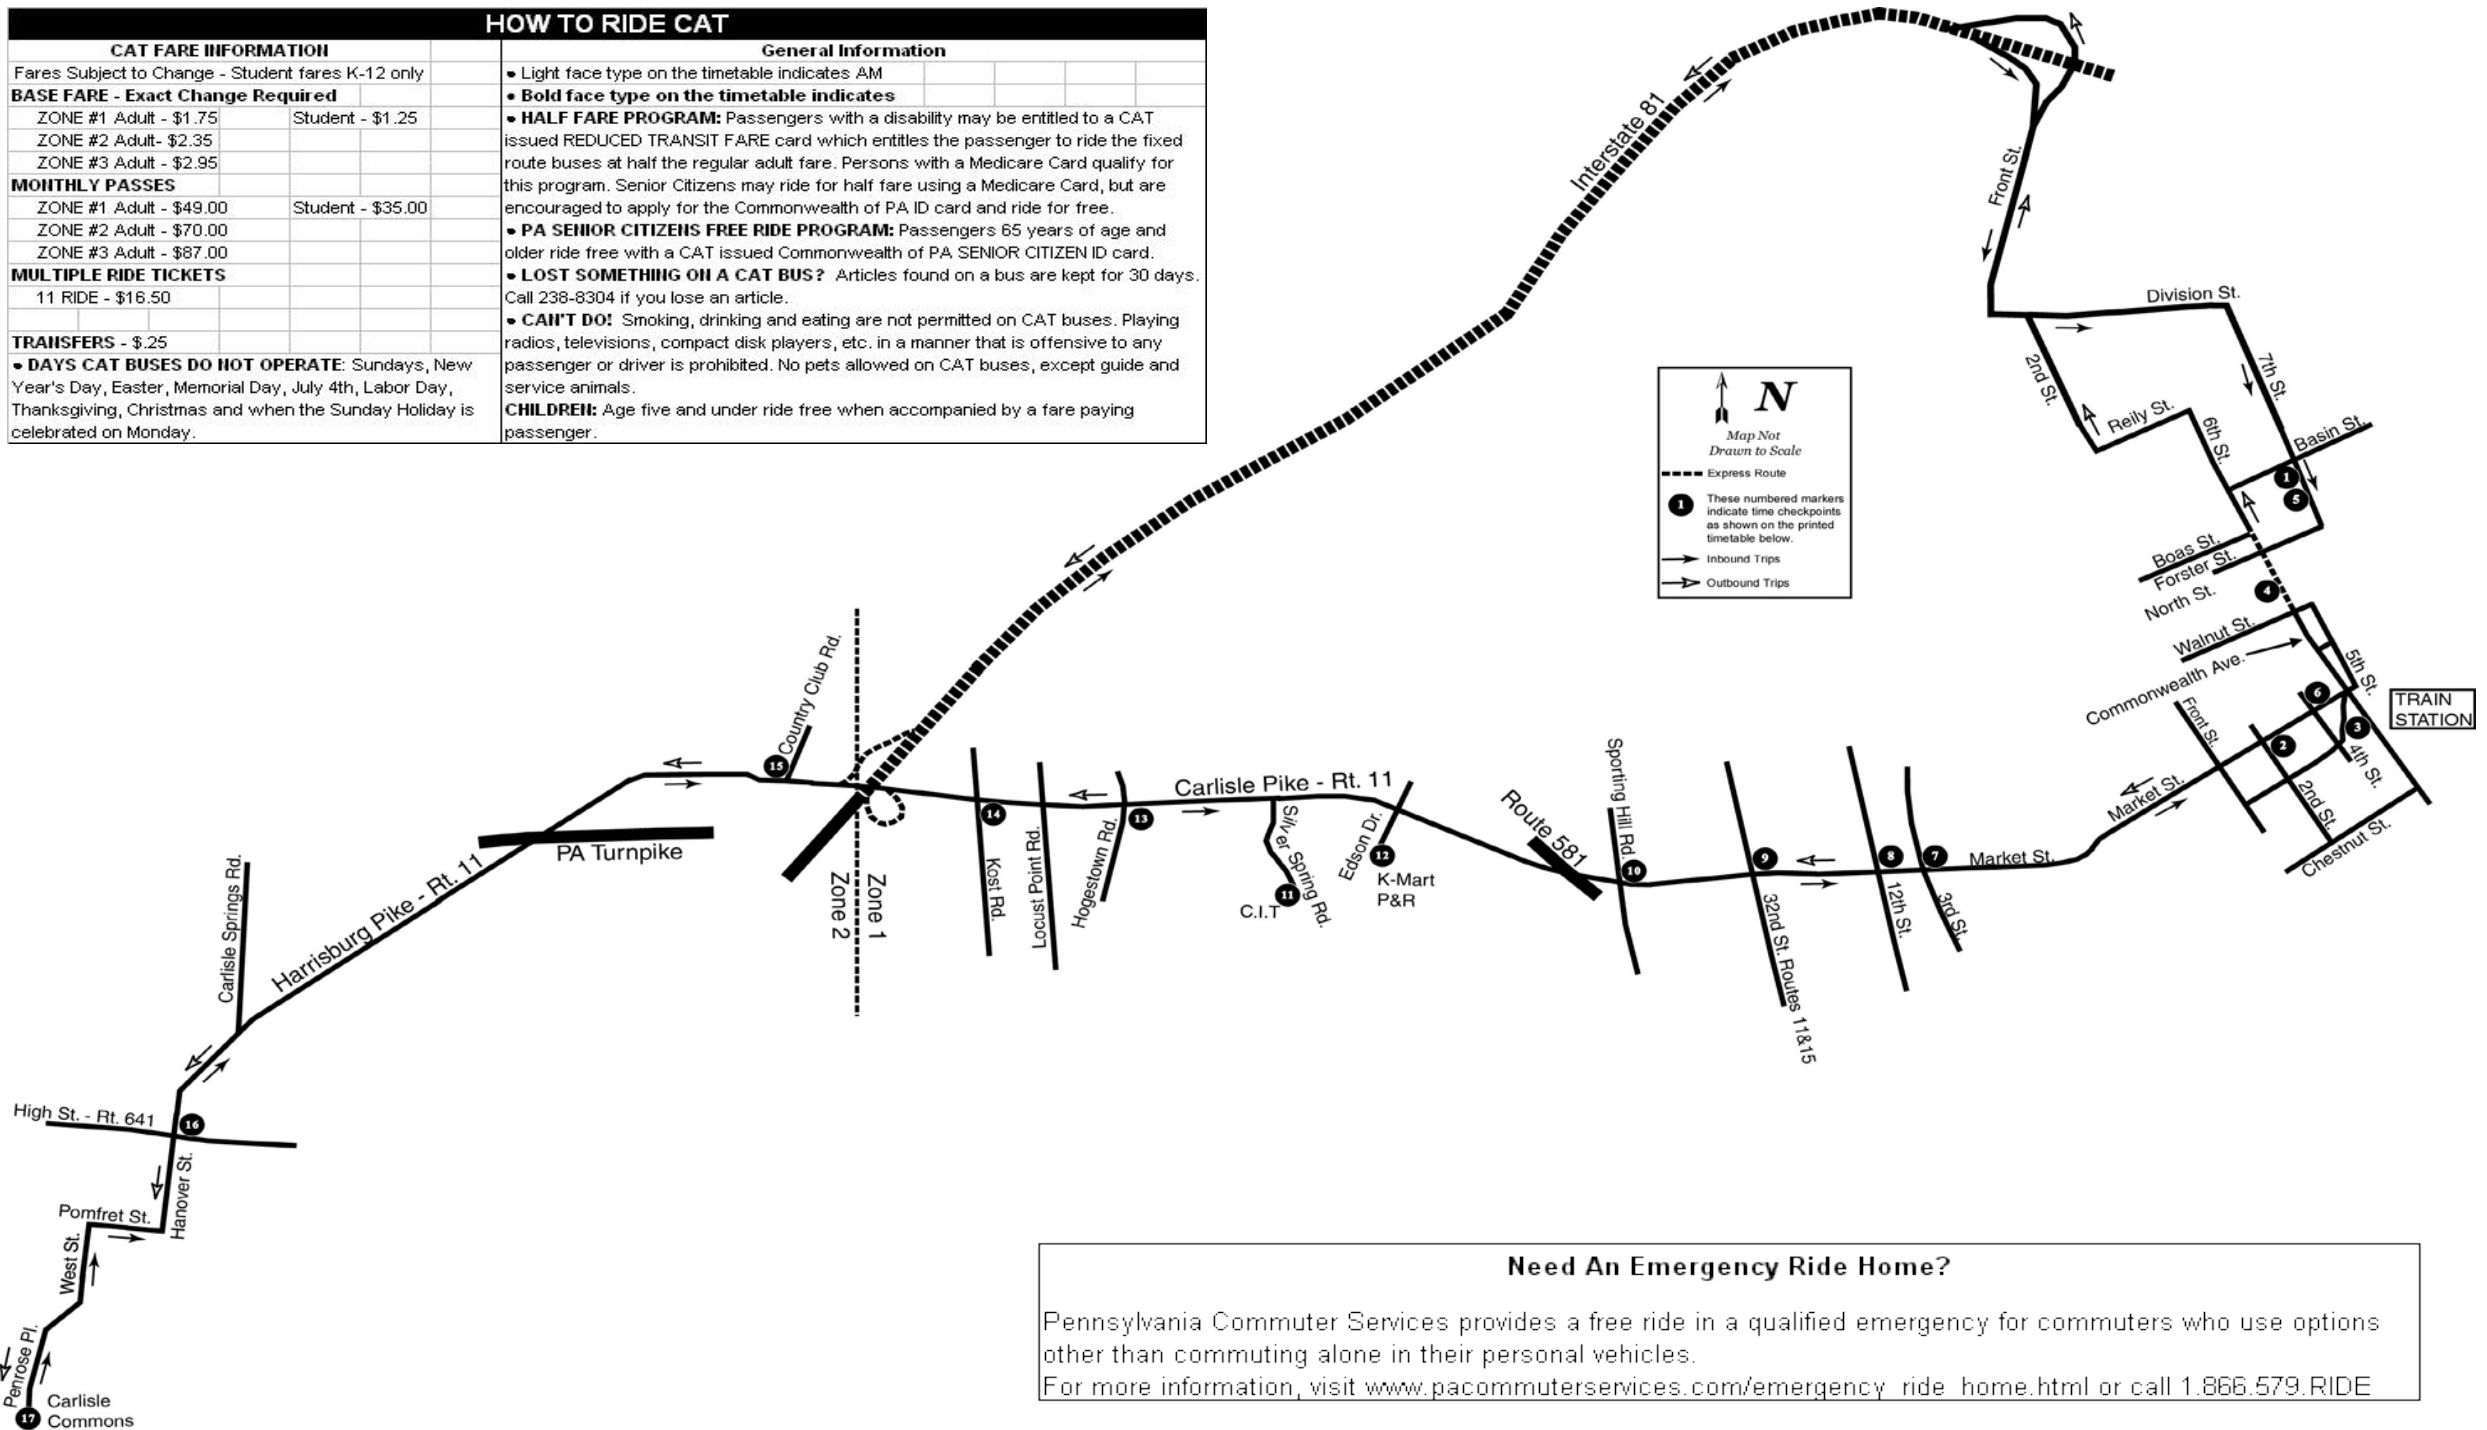 HOW TO RIDE CAT
CAT FARE INFORMATION
Fares Subject to Change - Student fares K-12 only
BASE FARE - Exact Change Required
ZONE #1 Adult - $1.75 Student - $1.25
ZONE #2 Adult- $2.35
ZONE #3 Adult - $2.95
MONTHLY PASSES
ZONE #1 Adult - $49.00 Student - $35.00
ZONE #2 Adult - $70.00
ZONE #3 Adult - $87.00
MULTIPLE RIDE TICKETS
11 RIDE - $16.50
TRANSFERS - $.25
• DAYS CAT BUSES DO NOT OPERATE: Sundays, New
Year's Day, Easter, Memorial Day, July 4th, Labor Day,
Thanksgiving, Christmas and when the Sunday Holiday is
celebrated on Monday.
General Information
• Light face type on the timetable indicates AM
• Bold face type on the timetable indicates
• HALF FARE PROGRAM: Passengers with a disability may be entitled to a CAT
issued REDUCED TRANSIT FARE card which entitles the passenger to ride the fixed
route buses at half the regular adult fare. Persons with a Medicare Card qualify for
this program. Senior Citizens may ride for half fare using a Medicare Card, but are
encouraged to apply for the Commonwealth of PA ID card and ride for free.
• PA SENIOR CITIZENS FREE RIDE PROGRAM: Passengers 65 years of age and
older ride free with a CAT issued Commonwealth of PA SENIOR CITIZEN ID card.
• LOST SOMETHING ON A CAT BUS? Articles found on a bus are kept for 30 days.
Call 238-8304 if you lose an article.
• CAN'T DO! Smoking, drinking and eating are not permitted on CAT buses. Playing
radios, televisions, compact disk players, etc. in a manner that is offensive to any
passenger or driver is prohibited. No pets allowed on CAT buses, except guide and
service animals.
CHILDREN: Age five and under ride free when accompanied by a fare paying
passenger.
Interstate 81
Front St.
Division St.
2nd St.
7th St.
Reily St.
6th St.
Basin St.
1
5
N
Map Not
Drawn to Scale
Express Route
1
These numbered markers
indicate time checkpoints
as shown on the printed
timetable below.
Inbound Trips
Outbound Trips
Boas St.
Forster St.
North St.
4
Walnut St.
Commonwealth Ave.
5th St.
6
TRAIN
STATION
Front St.
3
2
4th St.
2nd St.
Market St.
Chestnut St.
Country Club Rd.
15
Carlisle Pike - Rt. 11
14
13
Kost Rd.
Locust Point Rd.
Hogestown Rd.
Silver Spring Rd.
11
C.I.T
Edson Dr.
12
K-Mart
P&R
Route 581
Sporting Hill Rd.
10
9
8
7
Market St.
32nd St. Routes 11&15
12th St.
3rd St.
Zone 2
Zone 1
PA Turnpike
Harrisburg Pike - Rt. 11
Carlisle Springs Rd.
High St. - Rt. 641
16
Hanover St.
Pomfret St.
West St.
Penrose Pl.
17
Carlisle
Commons
Need An Emergency Ride Home?
Pennsylvania Commuter Services provides a free ride in a qualified emergency for commuters who use options
other than commuting alone in their personal vehicles.
For more information, visit www.pacommuterservices.com/emergency_ride_home.html or call 1.866.579.RIDE